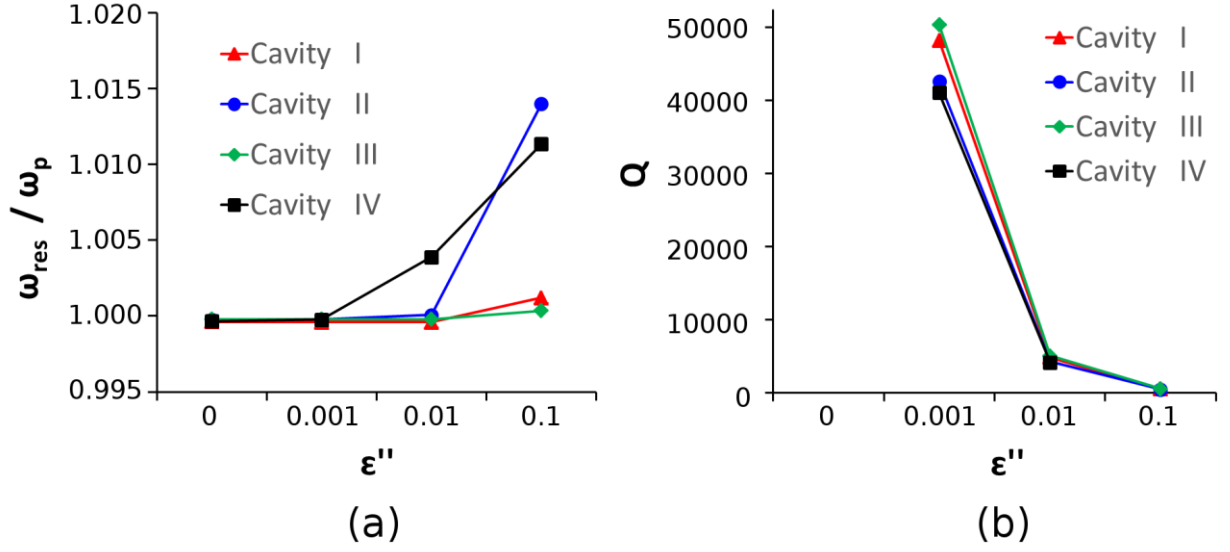 1.020
1.015
1.010
1.005
1.000
0.995
ω_res / ω_p
Cavity I
Cavity II
Cavity III
Cavity IV
0 0.001 0.01 0.1
ε''
(a)
50000
40000
30000
20000
10000
0
Q
Cavity I
Cavity II
Cavity III
Cavity IV
0 0.001 0.01 0.1
ε''
(b)